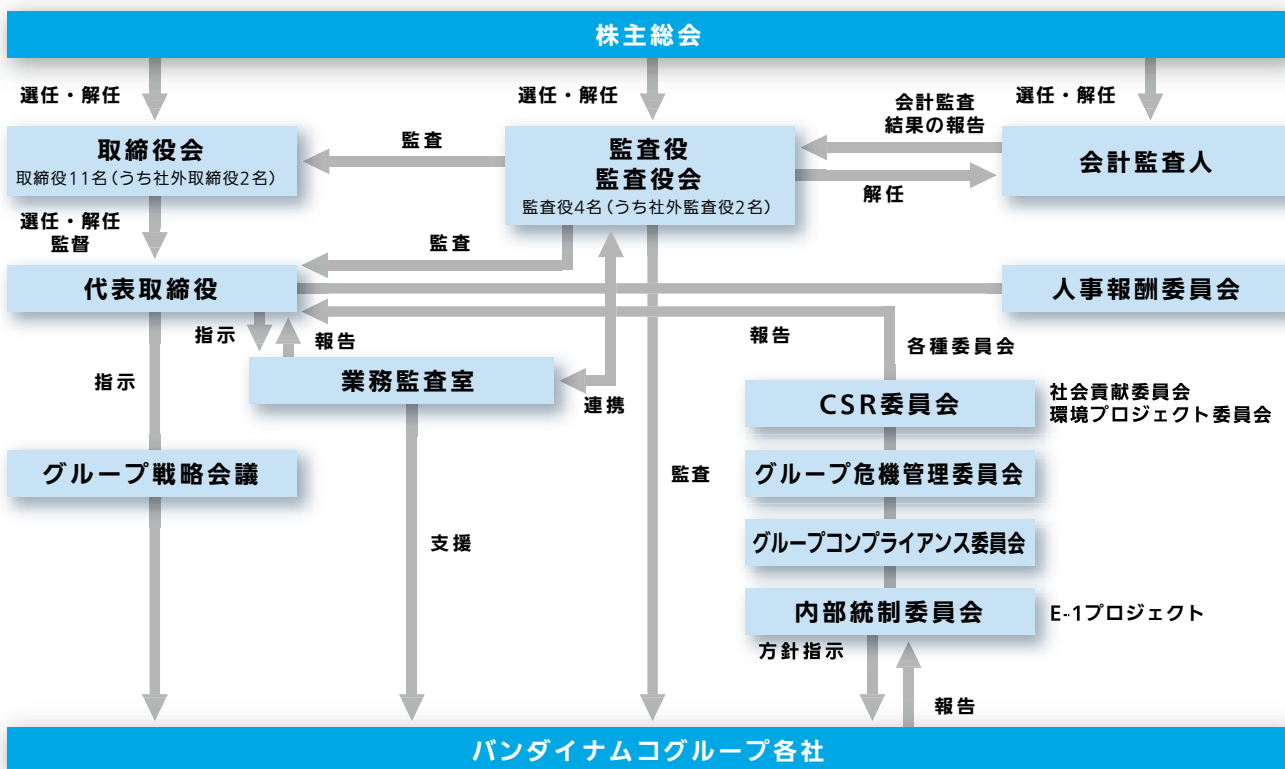 株主総会
選任・解任
選任・解任
会計監査
結果の報告
選任・解任
取締役会
取締役11名（うち社外取締役2名）
監査
監査役
監査役会
監査役4名（うち社外監査役2名）
解任
会計監査人
選任・解任
監督
監査
代表取締役
人事報酬委員会
指示
報告
報告
各種委員会
指示
業務監査室
連携
CSR委員会
社会貢献委員会
環境プロジェクト委員会
グループ戦略会議
監査
グループ危機管理委員会
支援
グループコンプライアンス委員会
内部統制委員会
E-1プロジェクト
方針指示
報告
バンダイナムコグループ各社